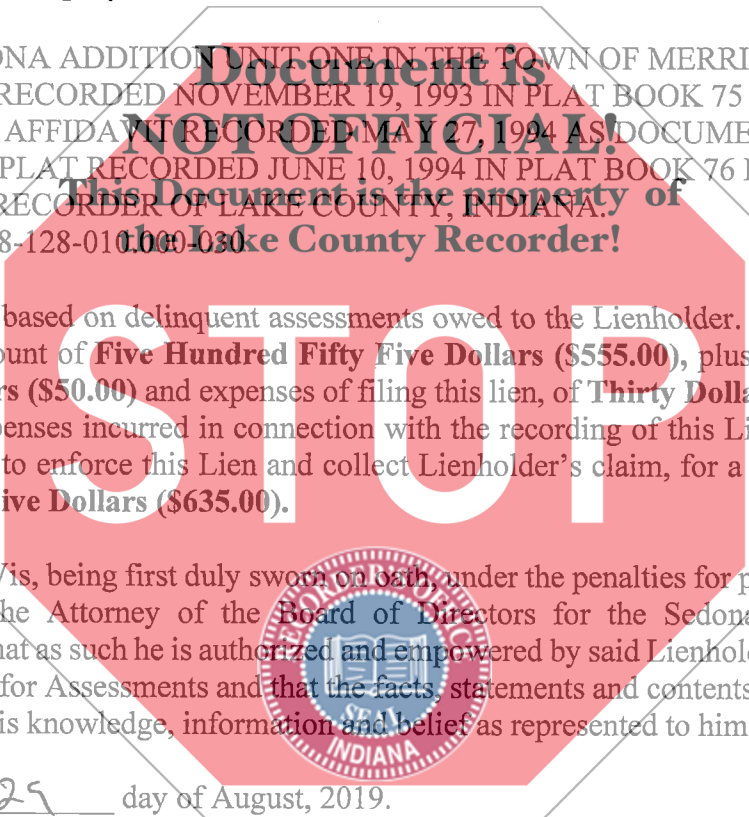 ONA ADDITION UNIT ONE IN THE TOWN OF MERRI
Document is
RECORDED NOVEMBER 19, 1993 IN PLAT BOOK 75
NOT OFFICIAL!
AFFIDAVIT RECORDED MAY 27, 1994 AS DOCUME
PLAT RECORDED JUNE 10, 1994 IN PLAT BOOK 76
This Document is the property of
RECORDER OF LAKE COUNTY, INDIANA.
8-128-010.000-030
the Lake County Recorder!
STOP
based on delinquent assessments owed to the Lienholder.
ount of Five Hundred Fifty Five Dollars ($555.00), plus
rs ($50.00) and expenses of filing this lien, of Thirty Dolla
penses incurred in connection with the recording of this Li
to enforce this Lien and collect Lienholder's claim, for a
ive Dollars ($635.00).
Vis, being first duly sworn on oath, under the penalties for p
he Attorney of the Board of Directors for the Sedona
hat as such he is authorized and empowered by said Lienhol
for Assessments and that the facts, statements and contents
is knowledge, information and belief as represented to him
RECORDER'S OFFICE
SEAL
INDIANA
29 day of August, 2019.